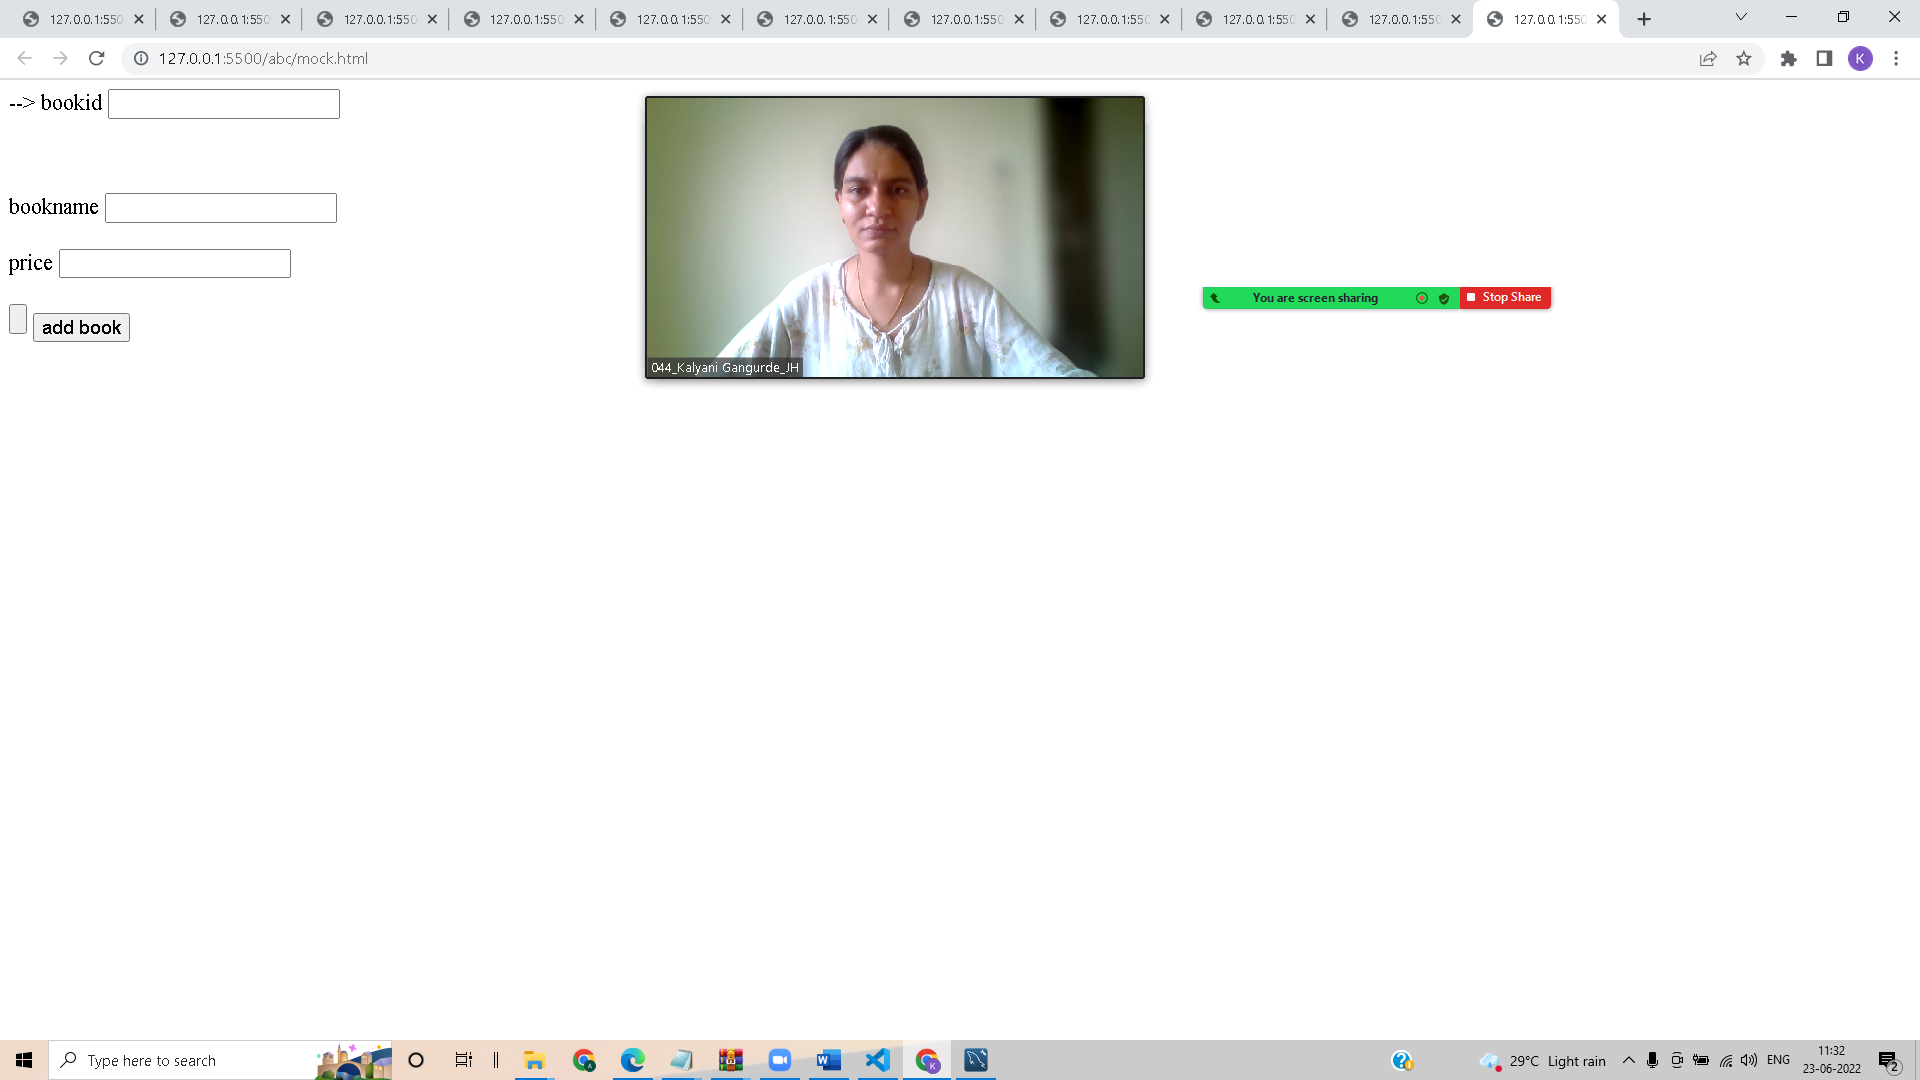 127.0.0.1:550 127.0.0.1:550 127.0.0.1:550 127.0.0.1:550 127.0.0.1:550 127.0.0.1:550 127.0.0.1:550 127.0.0.1:550 127.0.0.1:550 127.0.0.1:550 127.0.0.1:550
127.0.0.1:5500/abc/mock.html
K
--> bookid
bookname
price
add book
044_Kalyani Gangurde_JH
You are screen sharing
Stop Share
Type here to search
29°C Light rain
ENG
11:32
23-06-2022
2